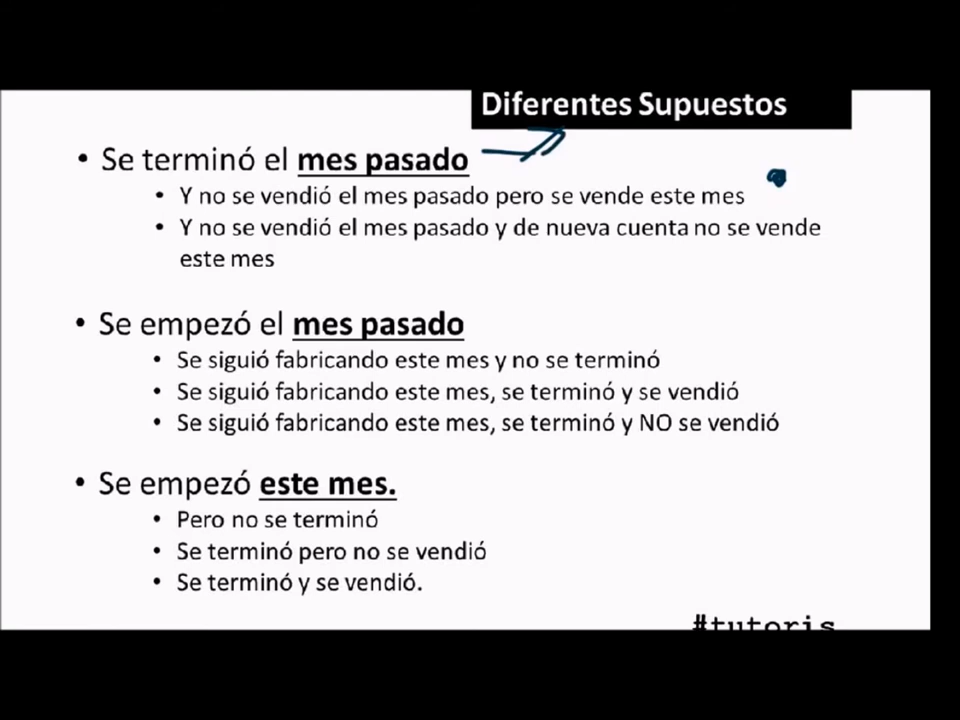 Diferentes Supuestos
• Se terminó el mes pasado
• Y no se vendió el mes pasado pero se vende este mes
• Y no se vendió el mes pasado y de nueva cuenta no se vende
este mes
• Se empezó el mes pasado
• Se siguió fabricando este mes y no se terminó
• Se siguió fabricando este mes, se terminó y se vendió
• Se siguió fabricando este mes, se terminó y NO se vendió
• Se empezó este mes.
• Pero no se terminó
• Se terminó pero no se vendió
• Se terminó y se vendió.
#tutoris